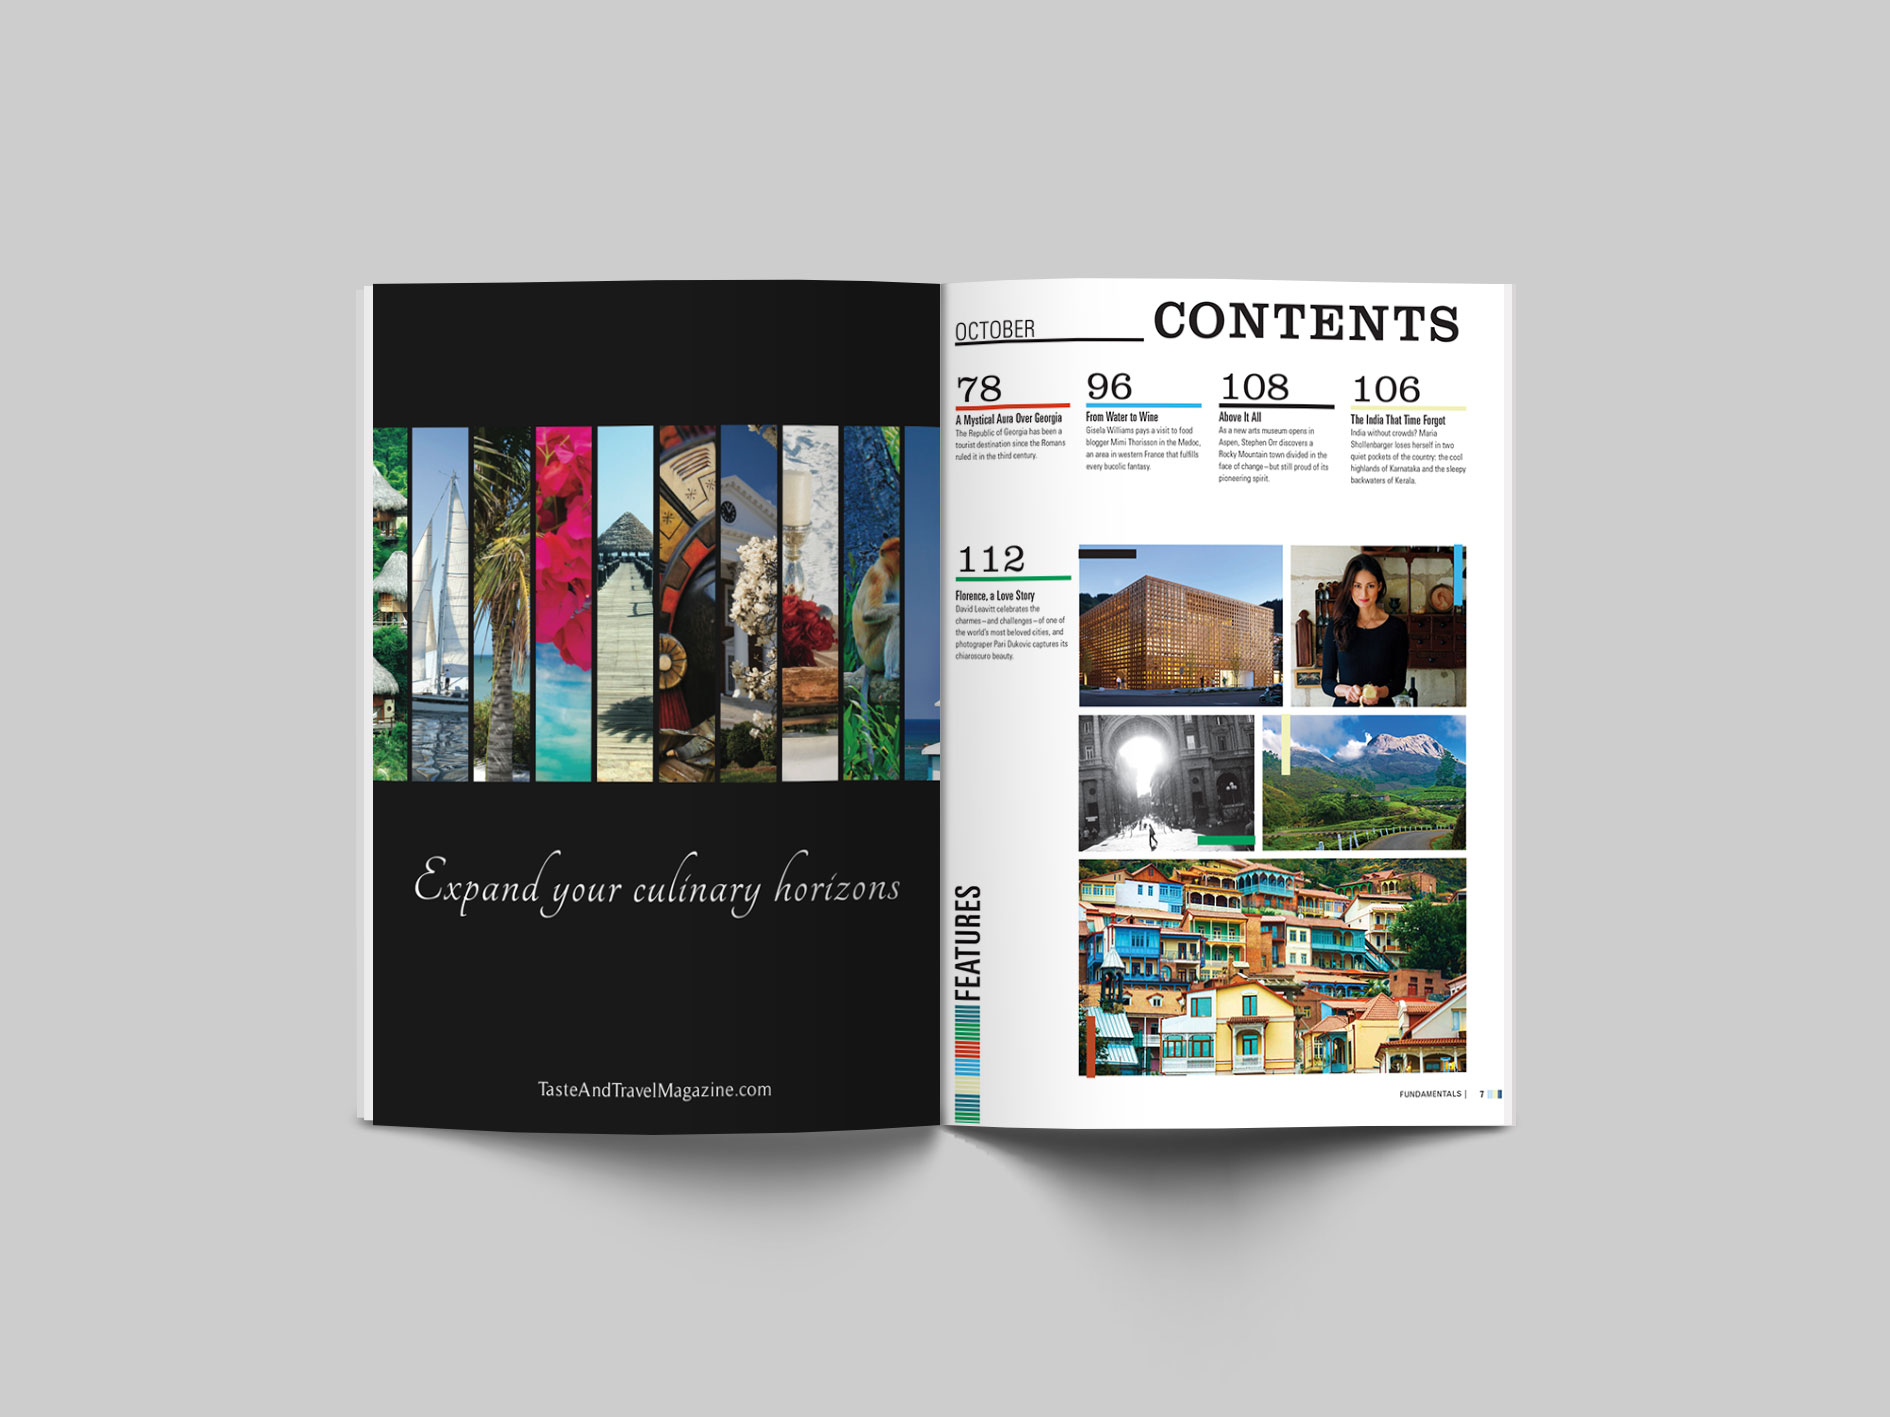 Expand your culinary horizons
TasteAndTravelMagazine.com
OCTOBER
CONTENTS
78
A Mystical Aura Over Georgia
The Republic of Georgia has been a
tourist destination since the Romans
ruled it in the third century.
96
From Water to Wine
Gisela Williams pays a visit to food
blogger Mimi Thorisson in the Medoc,
an area in western France that fulfills
every bucolic fantasy.
108
Above It All
As a new arts museum opens in
Aspen, Stephen Orr discovers a
Rocky Mountain town divided in the
face of change—but still proud of its
pioneering spirit.
106
The India That Time Forgot
India without crowds? Maria
Shollenbarger loses herself in two
quiet pockets of the country: the cool
highlands of Karnataka and the sleepy
backwaters of Kerala.
112
Florence, a Love Story
David Leavitt celebrates the
charmes—and challenges—of one of
the world's most beloved cities, and
photograper Pari Dukovic captures its
chiaroscuro beauty.
FEATURES
FUNDAMENTALS | 7